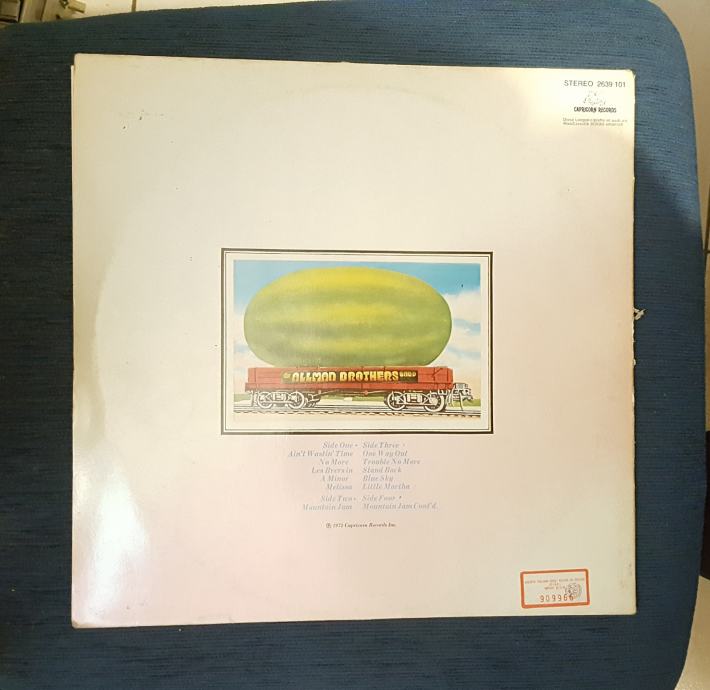 STEREO 2639 101
CAPRICORN RECORDS
The ALLMAN BROTHERS BAND
Side One • Side Three •
Ain't Wastin' Time One Way Out
No More Trouble No More
Les Brers in Stand Back
A Minor Blue Sky
Melissa Little Martha
Side Two • Side Four •
Mountain Jam Mountain Jam Cont'd.
℗ 1972 Capricorn Records Inc.
909966